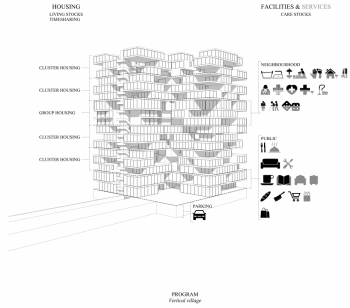 HOUSING
LIVING STOCKS
TIMESHARING
FACILITIES & SERVICES
CARE STOCKS
CLUSTER HOUSING
CLUSTER HOUSING
GROUP HOUSING
CLUSTER HOUSING
CLUSTER HOUSING
NEIGHBOURHOOD
PUBLIC
PARKING
PROGRAM
Vertical village